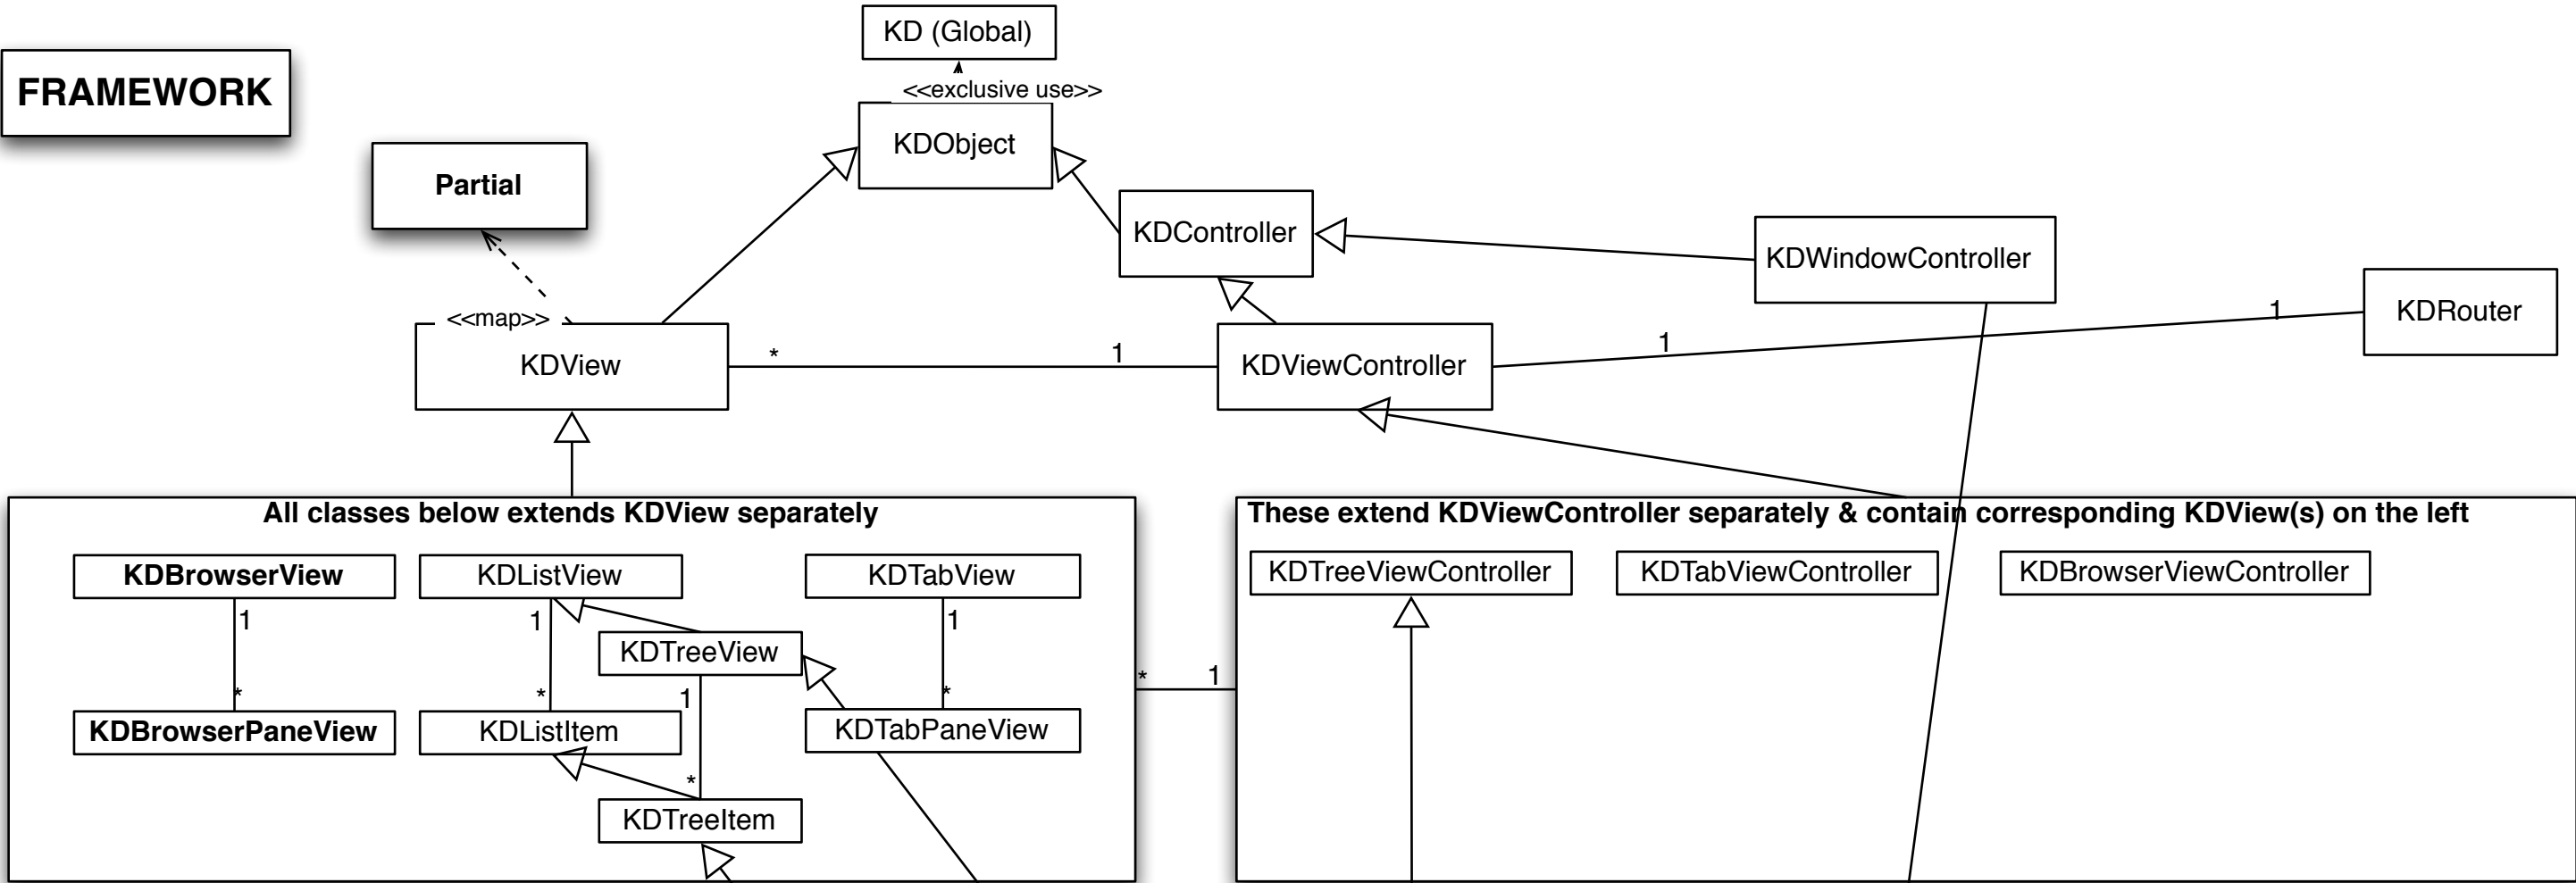 KD (Global)
<<exclusive use>>
FRAMEWORK
KDObject
Partial
KDController
KDWindowController
KDRouter
<<map>>
KDView
*
1
KDViewController
1
1
All classes below extends KDView separately
KDBrowserView
KDListView
KDTabView
1
1
1
KDTreeView
1
*
*
*
KDBrowserPaneView
KDListItem
KDTabPaneView
*
KDTreeItem
*
1
These extend KDViewController separately & contain corresponding KDView(s) on the left
KDTreeViewController
KDTabViewController
KDBrowserViewController